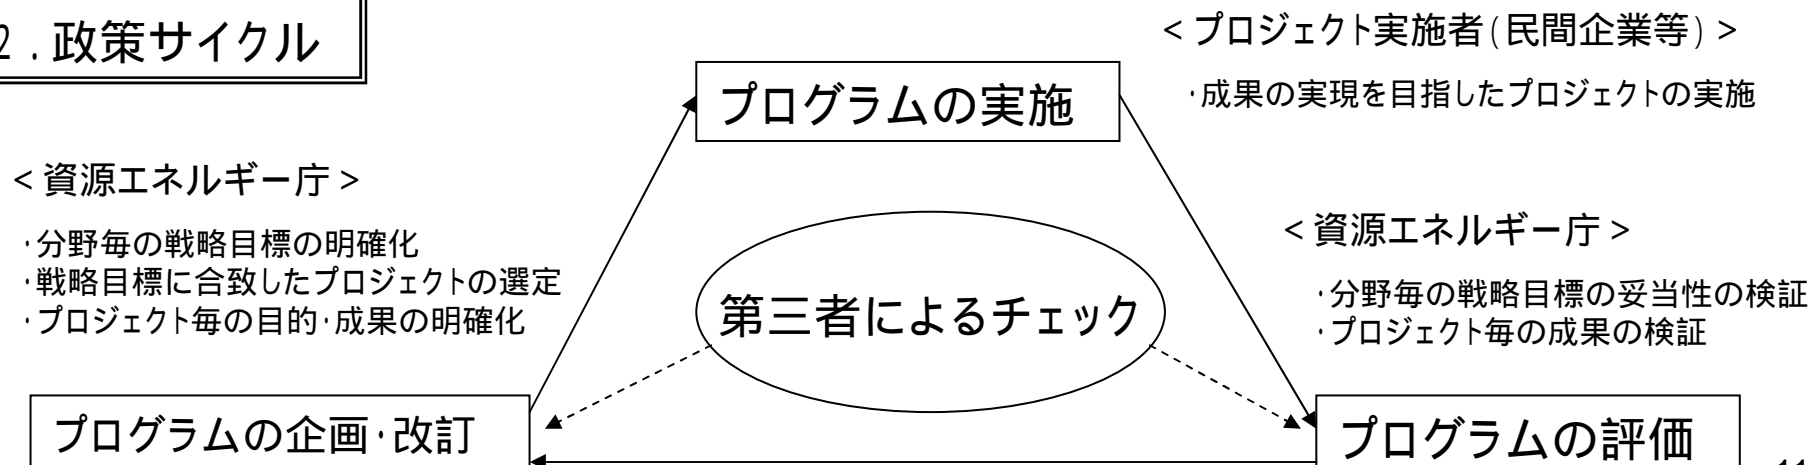 2.政策サイクル
<プロジェクト実施者(民間企業等)>
・成果の実現を目指したプロジェクトの実施
プログラムの実施
<資源エネルギー庁>
・分野毎の戦略目標の明確化
・戦略目標に合致したプロジェクトの選定
・プロジェクト毎の目的・成果の明確化
<資源エネルギー庁>
・分野毎の戦略目標の妥当性の検証
・プロジェクト毎の成果の検証
第三者によるチェック
プログラムの企画・改訂
プログラムの評価